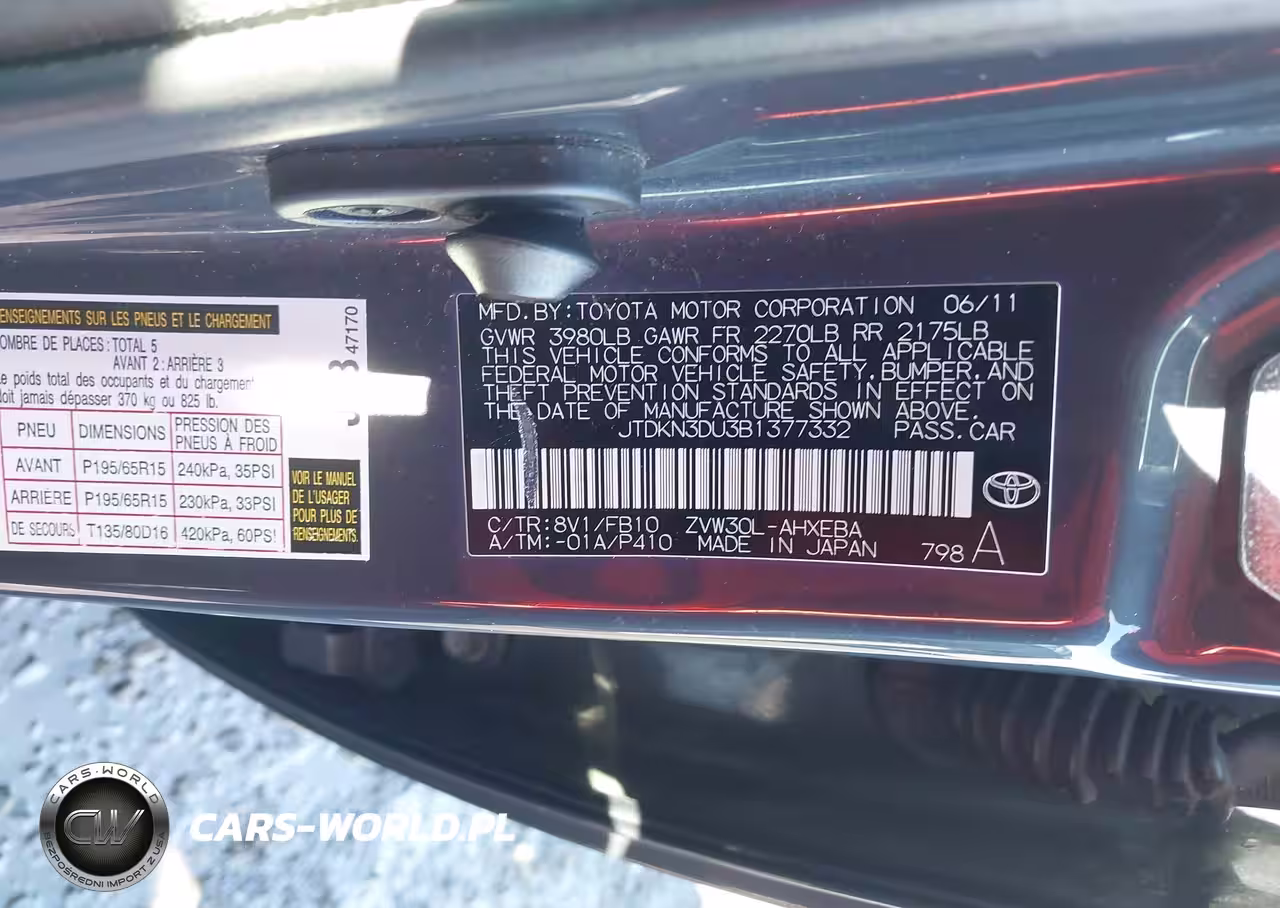 RENSEIGNEMENTS SUR LES PNEUS ET LE CHARGEMENT
47170
NOMBRE DE PLACES: TOTAL 5
AVANT 2: ARRIÈRE 3
Le poids total des occupants et du chargement
doit jamais dépasser 370 kg ou 825 lb.
PNEU DIMENSIONS PRESSION DES PNEUS À FROID
AVANT P195/65R15 240kPa, 35PSI
ARRIÈRE P195/65R15 230kPa, 33PSI
DE SECOURS T135/80D16 420kPa, 60PSI
VOIR LE MANUEL
DE L'USAGER
POUR PLUS DE
RENSEIGNEMENTS.
MFD. BY: TOYOTA MOTOR CORPORATION 06/11
GVWR 3980LB GAWR FR 2270LB RR 2175LB
THIS VEHICLE CONFORMS TO ALL APPLICABLE
FEDERAL MOTOR VEHICLE SAFETY, BUMPER, AND
THEFT PREVENTION STANDARDS IN EFFECT ON
THE DATE OF MANUFACTURE SHOWN ABOVE.
JTDKN3DU3B1377332 PASS. CAR
C/TR: 8V1/FB10 ZVW30L-AHXEBA
A/TM: -01A/P410 MADE IN JAPAN 798 A
CARS-WORLD
CW
BEZPOŚREDNI IMPORT Z USA
CARS-WORLD.PL